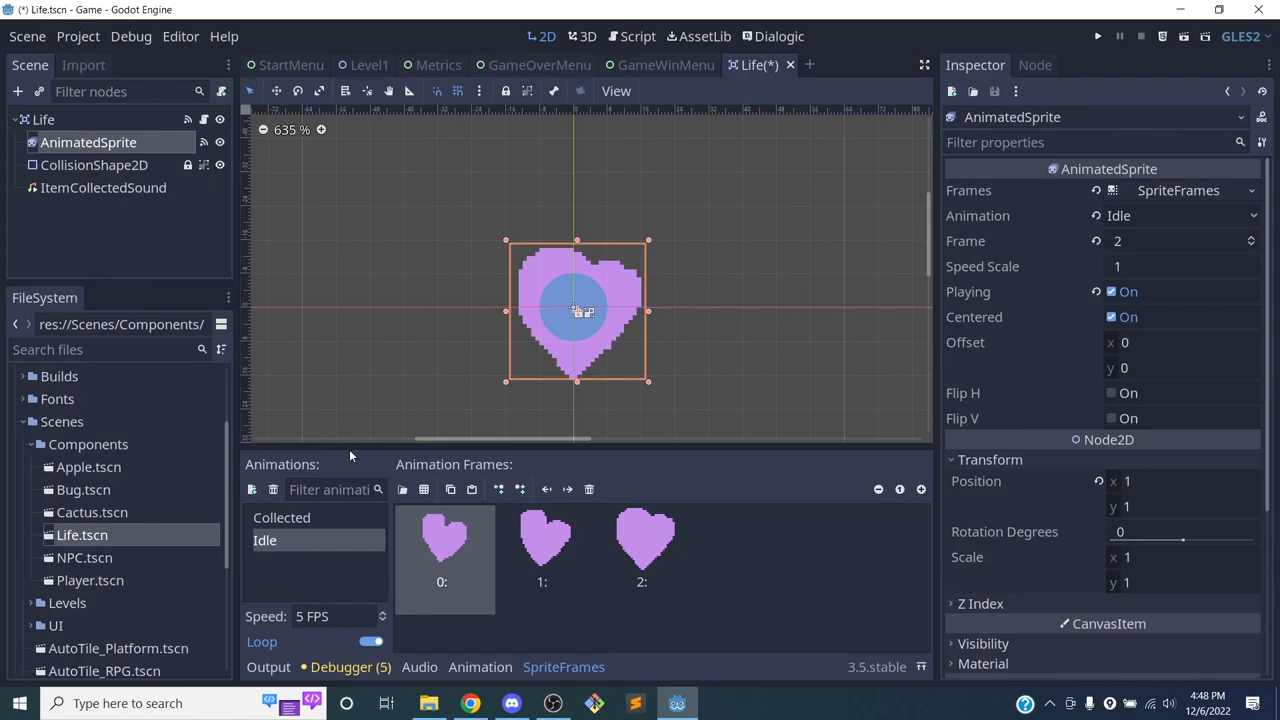 (*) Life.tscn - Game - Godot Engine
Scene Project Debug Editor Help
2D 3D Script AssetLib Dialogic
GLES2
Scene Import
Filter nodes
Life
AnimatedSprite
CollisionShape2D
ItemCollectedSound
FileSystem
res://Scenes/Components/
Search files
Builds
Fonts
Scenes
Components
Apple.tscn
Bug.tscn
Cactus.tscn
Life.tscn
NPC.tscn
Player.tscn
Levels
UI
AutoTile_Platform.tscn
AutoTile_RPG.tscn
StartMenu Level1 Metrics GameOverMenu GameWinMenu Life(*)
View
635 %
Animations:
Filter animati
Collected
Idle
Speed: 5 FPS
Loop
Animation Frames:
0: 1: 2:
Output Debugger (5) Audio Animation SpriteFrames
3.5.stable
Inspector Node
AnimatedSprite
Filter properties
AnimatedSprite
Frames SpriteFrames
Animation Idle
Frame 2
Speed Scale 1
Playing On
Centered On
Offset x 0
y 0
Flip H On
Flip V On
Node2D
Transform
Position x 1
y 1
Rotation Degrees 0
Scale x 1
y 1
Z Index
CanvasItem
Visibility
Material
Type here to search
4:48 PM
12/6/2022